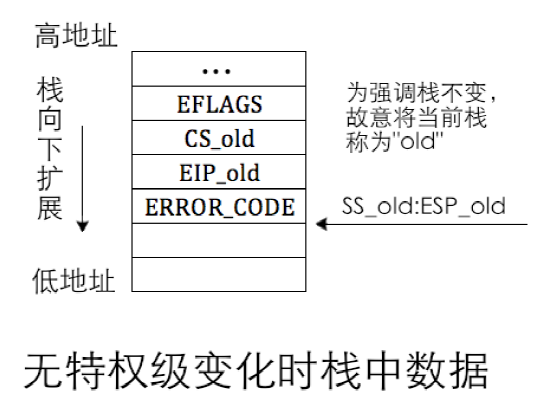 高地址
栈向下扩展
...
EFLAGS
CS_old
EIP_old
ERROR_CODE
低地址
为强调栈不变，
故意将当前栈
称为"old"
SS_old:ESP_old
无特权级变化时栈中数据